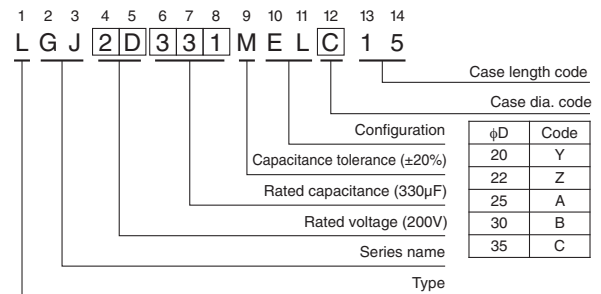 1 2 3 4 5 6 7 8 9 10 11 12 13 14
L G J 2 D 3 3 1 M E L C 1 5
Case length code
Case dia. code
Configuration
Capacitance tolerance (±20%)
Rated capacitance (330µF)
Rated voltage (200V)
Series name
Type
ϕD Code
20 Y
22 Z
25 A
30 B
35 C